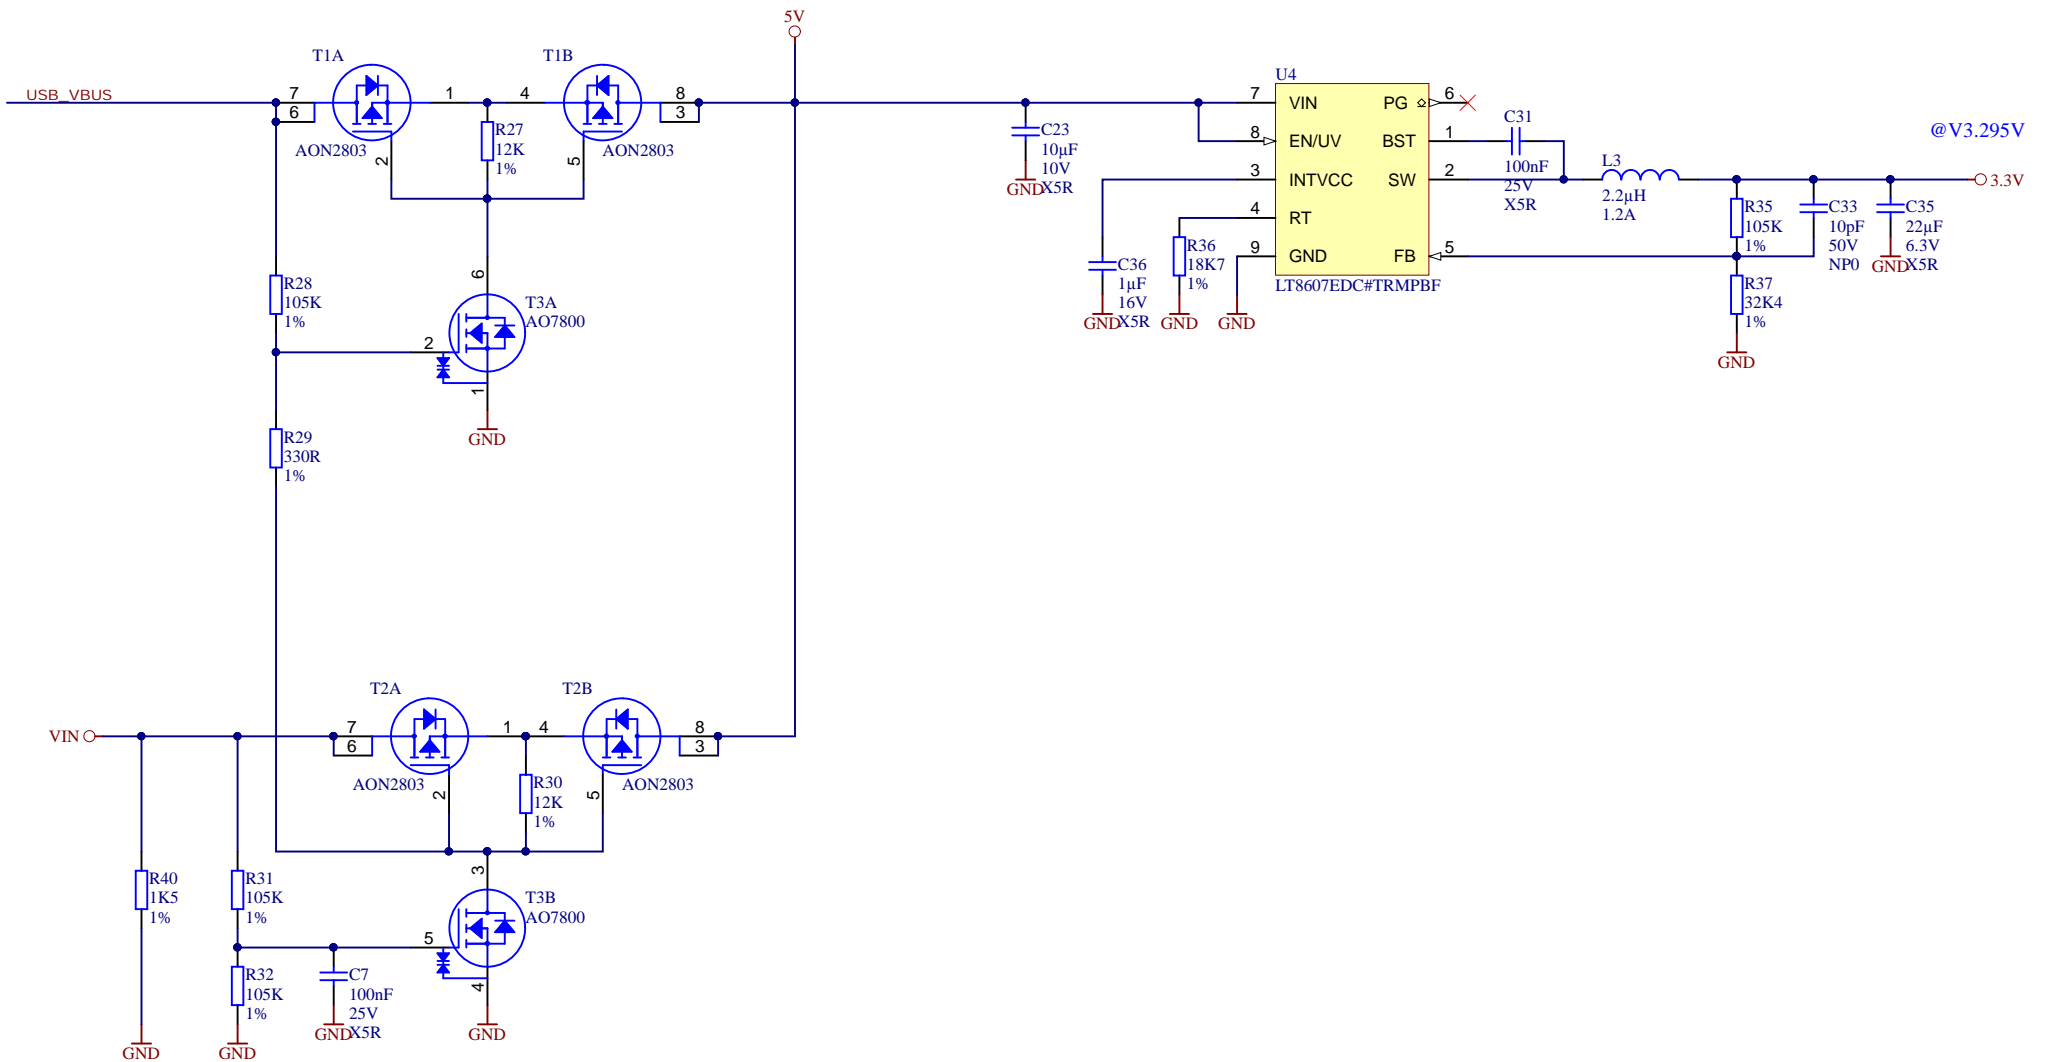 5V
T1A
T1B
USB_VBUS
7
6
1
4
8
3
R27
12K
1%
AON2803
2
5
AON2803
C23
10µF
10V
X5R
GND
U4
7
VIN
PG
6
8
EN/UV
BST
1
3
INTVCC
SW
2
4
RT
9
GND
FB
5
LT8607EDC#TRMPBF
C31
100nF
25V
X5R
L3
2.2µH
1.2A
@V3.295V
3.3V
R35
105K
1%
C33
10pF
50V
NP0
C35
22µF
6.3V
X5R
GND
R37
32K4
1%
GND
C36
1µF
16V
X5R
GND
R36
18K7
1%
GND
GND
R28
105K
1%
6
T3A
AO7800
2
1
GND
R29
330R
1%
T2A
T2B
VIN
7
6
1
4
8
3
AON2803
2
R30
12K
1%
5
AON2803
3
T3B
AO7800
5
4
GND
R40
1K5
1%
GND
R31
105K
1%
R32
105K
1%
GND
C7
100nF
25V
X5R
GND